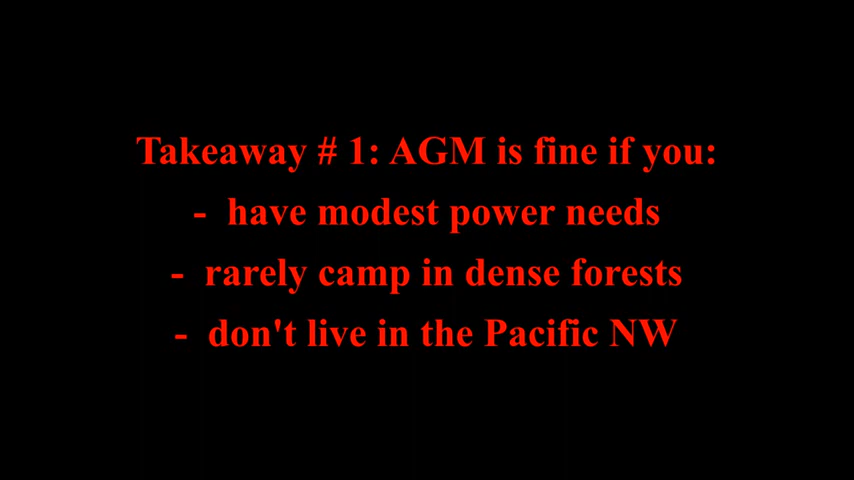 Takeaway # 1: AGM is fine if you:
- have modest power needs
- rarely camp in dense forests
- don't live in the Pacific NW